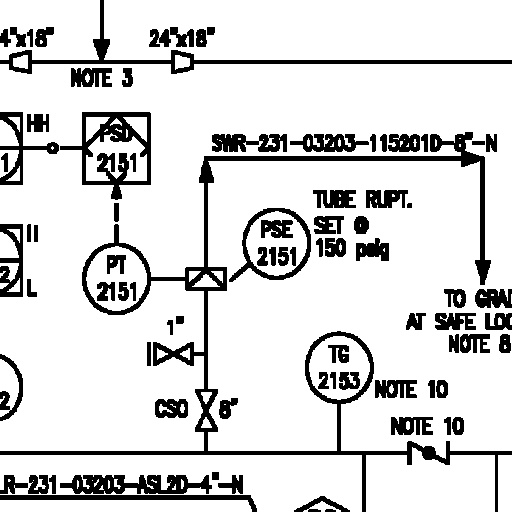 4"x18"
24"x18"
NOTE 3
HH
PSD
2151
1
SWR-231-03203-115201D-8"-N
TUBE RUPT.
SET @
150 psig
PSE
2151
PT
2151
2
L
TO GRAD
AT SAFE LOC
NOTE 8
1"
TG
2153
NOTE 10
2
CSO
8"
NOTE 10
LR-231-03203-ASL2D-4"-N